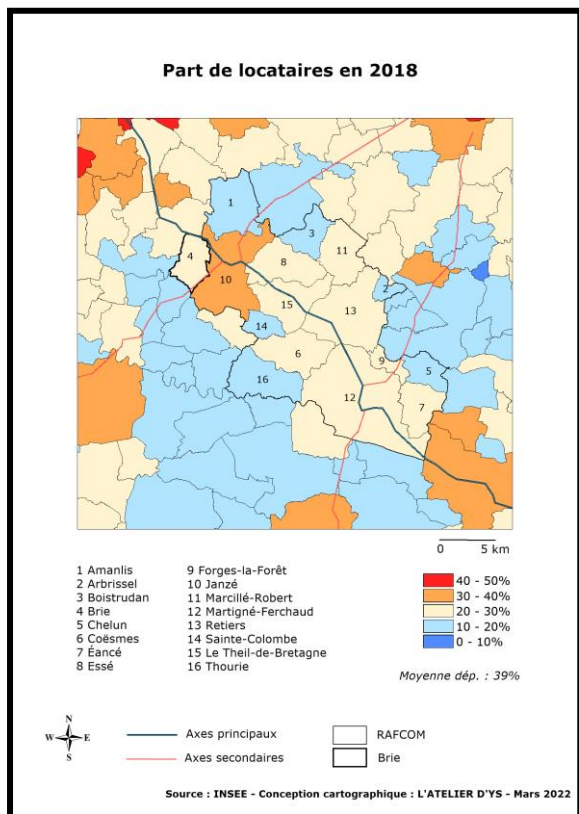 Part de locataires en 2018
1
3
11
4
8
10
2
15
13
14
6
9
16
5
12
7
0 5 km
1 Amanlis
2 Arbrissel
3 Boistrudan
4 Brie
5 Chelun
6 Coësmes
7 Éancé
8 Essé
9 Forges-la-Forêt
10 Janzé
11 Marcillé-Robert
12 Martigné-Ferchaud
13 Retiers
14 Sainte-Colombe
15 Le Theil-de-Bretagne
16 Thourie
40 - 50%
30 - 40%
20 - 30%
10 - 20%
0 - 10%
Moyenne dép. : 39%
N
W E
S
Axes principaux
Axes secondaires
RAFCOM
Brie
Source : INSEE - Conception cartographique : L'ATELIER D'YS - Mars 2022